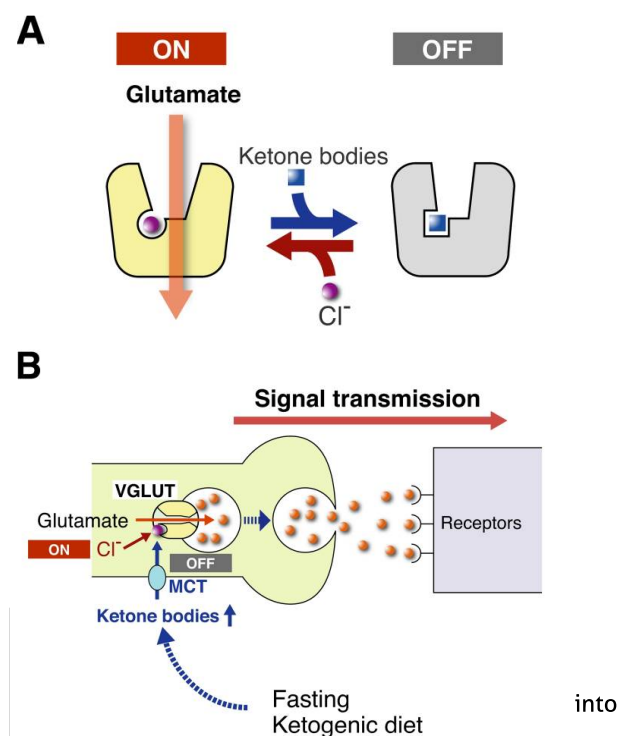 A
ON
OFF
Glutamate
Ketone bodies
Cl⁻
B
Signal transmission
VGLUT
Glutamate
Receptors
ON Cl⁻
OFF
MCT
Ketone bodies
Fasting into
Ketogenic diet